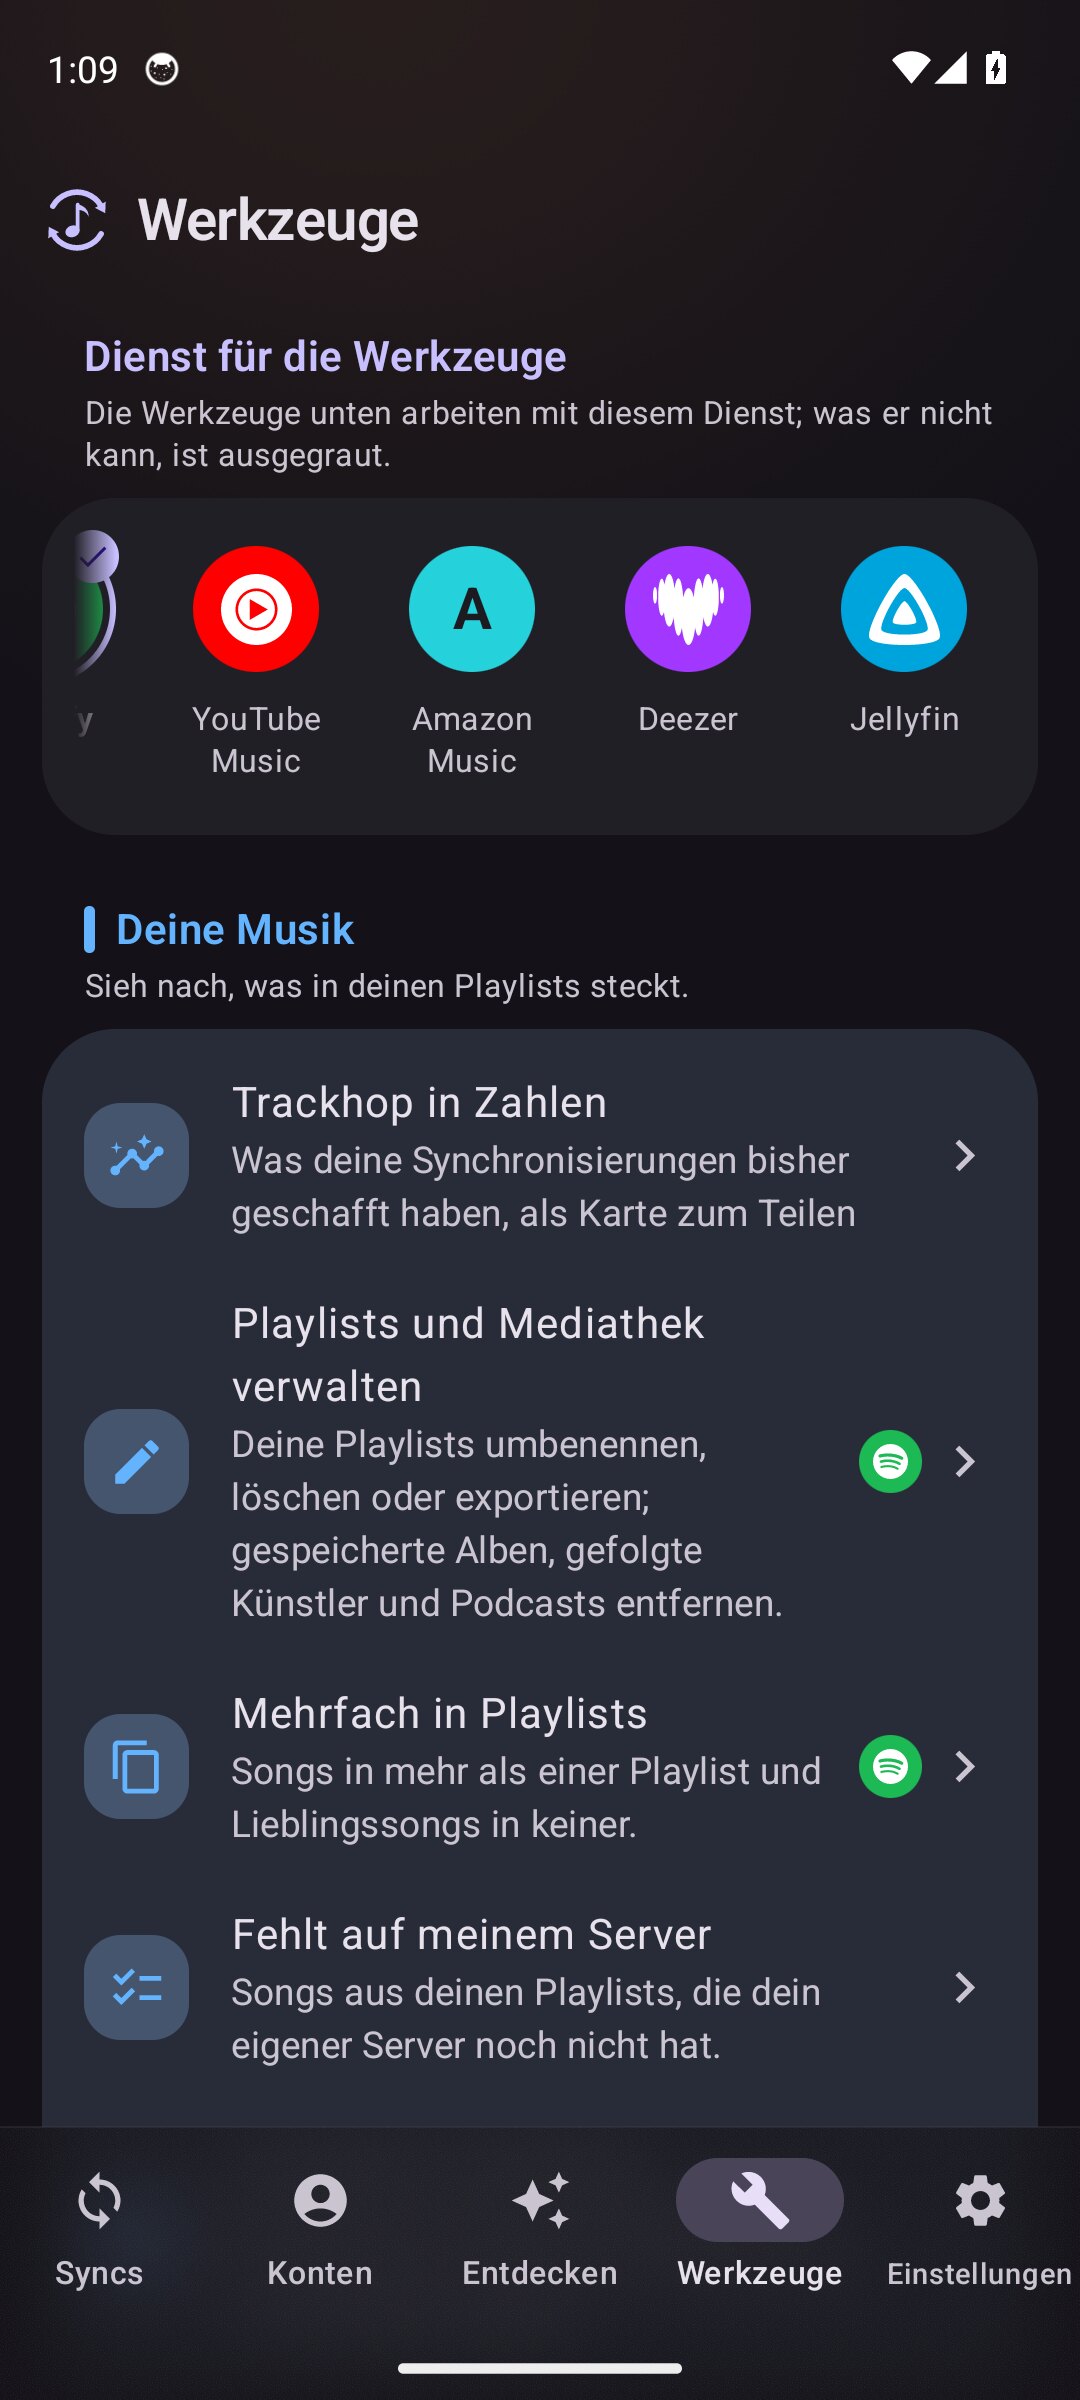 1:09
Werkzeuge
Dienst für die Werkzeuge
Die Werkzeuge unten arbeiten mit diesem Dienst; was er nicht
kann, ist ausgegraut.
y
YouTube
Music
A
Amazon
Music
Deezer
Jellyfin
Deine Musik
Sieh nach, was in deinen Playlists steckt.
Trackhop in Zahlen
Was deine Synchronisierungen bisher
geschafft haben, als Karte zum Teilen
Playlists und Mediathek
verwalten
Deine Playlists umbenennen,
löschen oder exportieren;
gespeicherte Alben, gefolgte
Künstler und Podcasts entfernen.
Mehrfach in Playlists
Songs in mehr als einer Playlist und
Lieblingssongs in keiner.
Fehlt auf meinem Server
Songs aus deinen Playlists, die dein
eigener Server noch nicht hat.
Syncs
Konten
Entdecken
Werkzeuge
Einstellungen